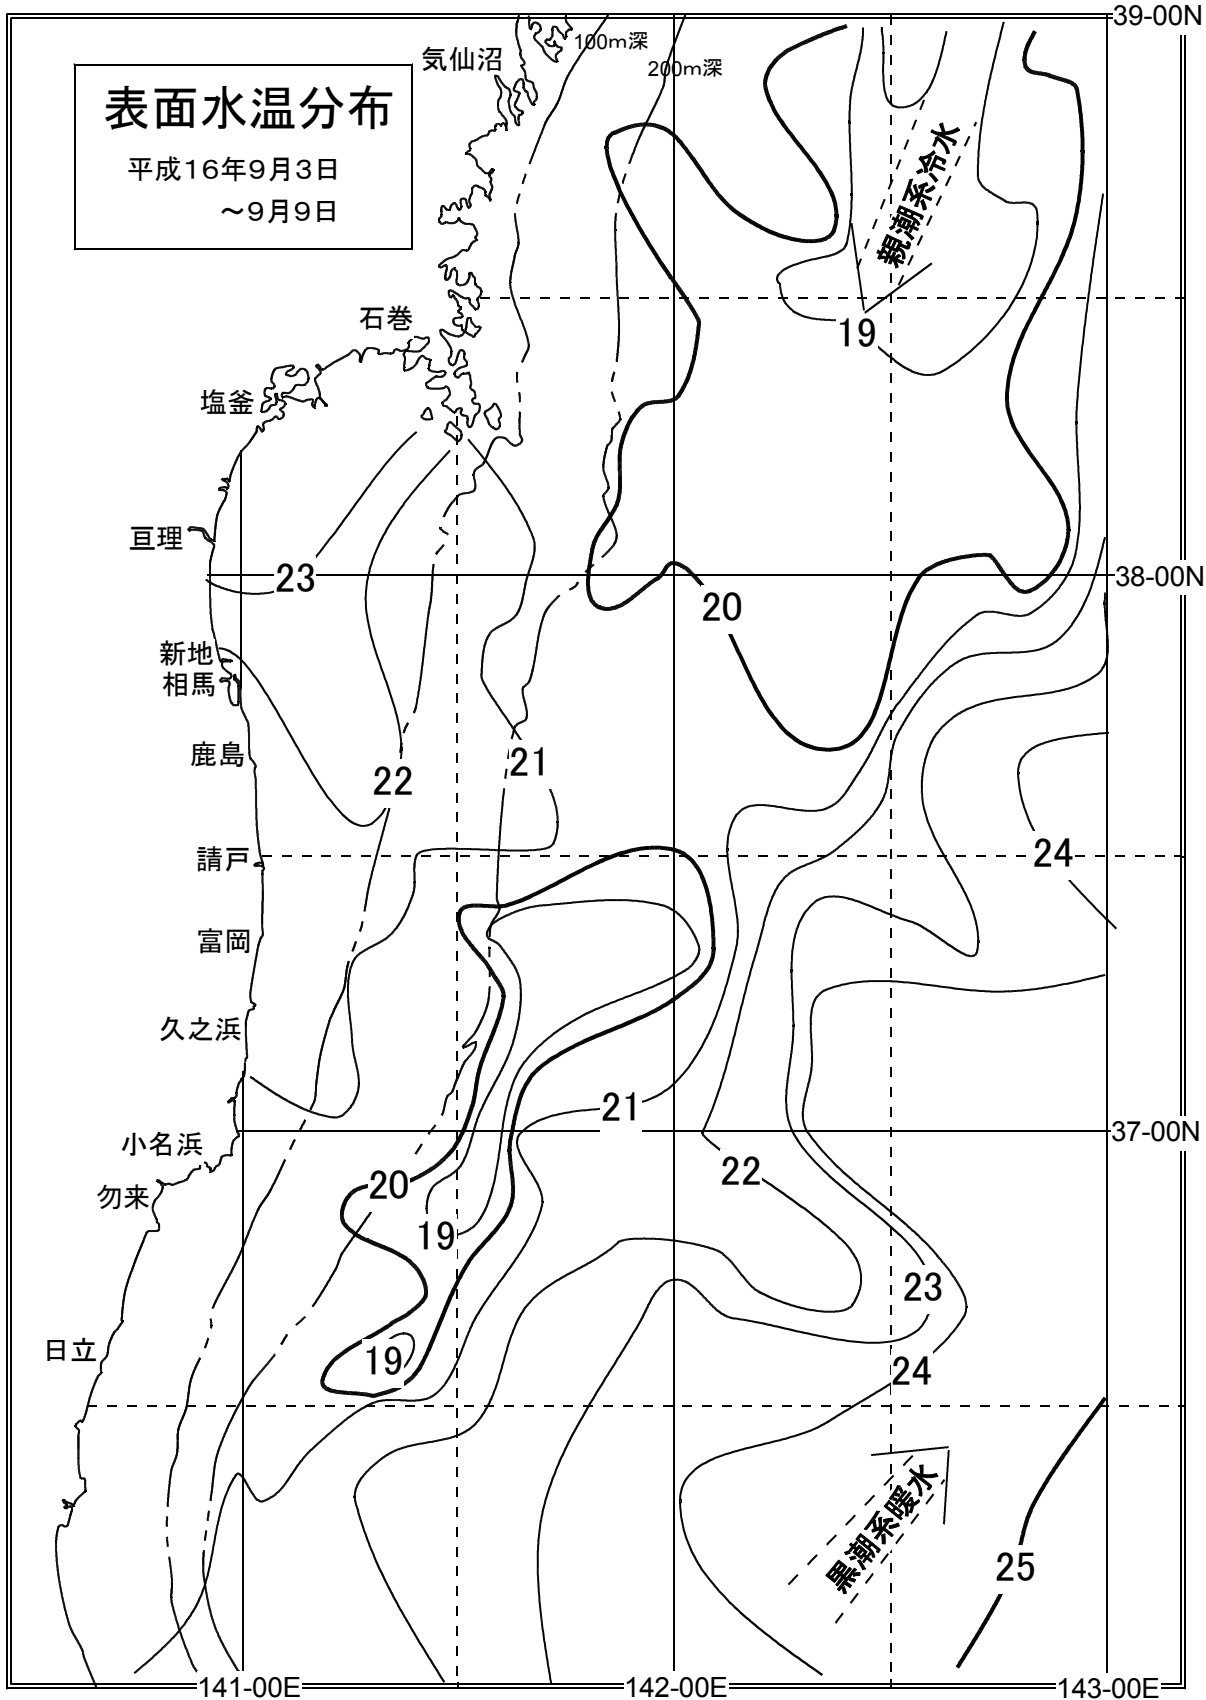 39-00N
100m深
気仙沼
200m深
表面水温分布
平成16年9月3日
～9月9日
親潮系冷水
石巻
19
塩釜
亘理
23
38-00N
20
新地
相馬
鹿島
21
22
請戸
24
富岡
久之浜
21
小名浜
37-00N
22
勿来
20
19
23
日立
19
24
黒潮系暖水
25
141-00E
142-00E
143-00E